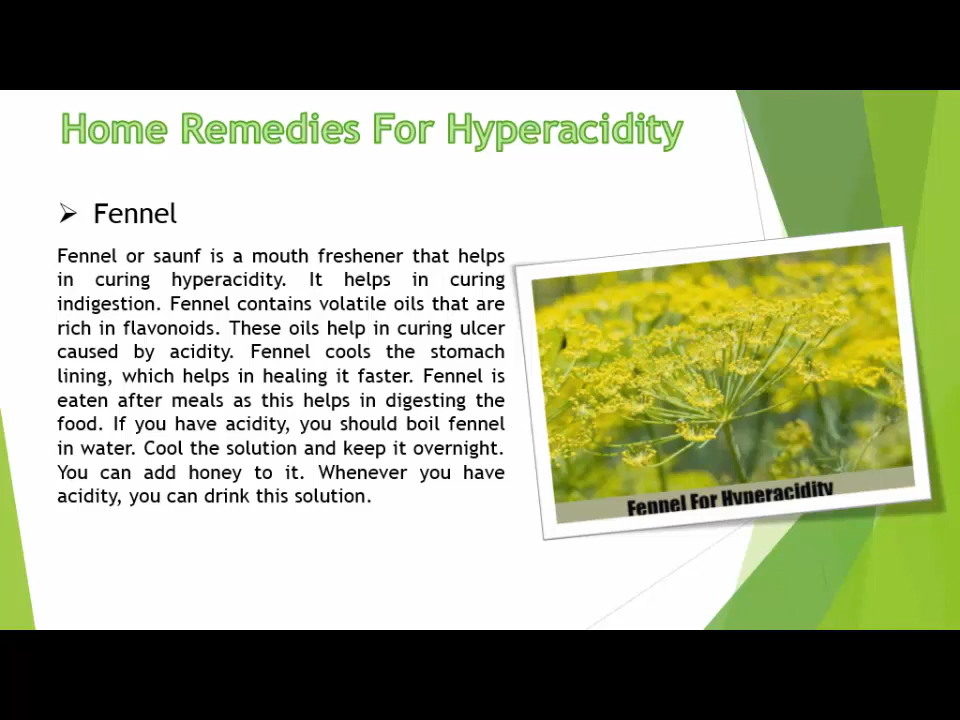 Home Remedies For Hyperacidity
Fennel
Fennel or saunf is a mouth freshener that helps
in curing hyperacidity. It helps in curing
indigestion. Fennel contains volatile oils that are
rich in flavonoids. These oils help in curing ulcer
caused by acidity. Fennel cools the stomach
lining, which helps in healing it faster. Fennel is
eaten after meals as this helps in digesting the
food. If you have acidity, you should boil fennel
in water. Cool the solution and keep it overnight.
You can add honey to it. Whenever you have
acidity, you can drink this solution.
Fennel For Hyperacidity